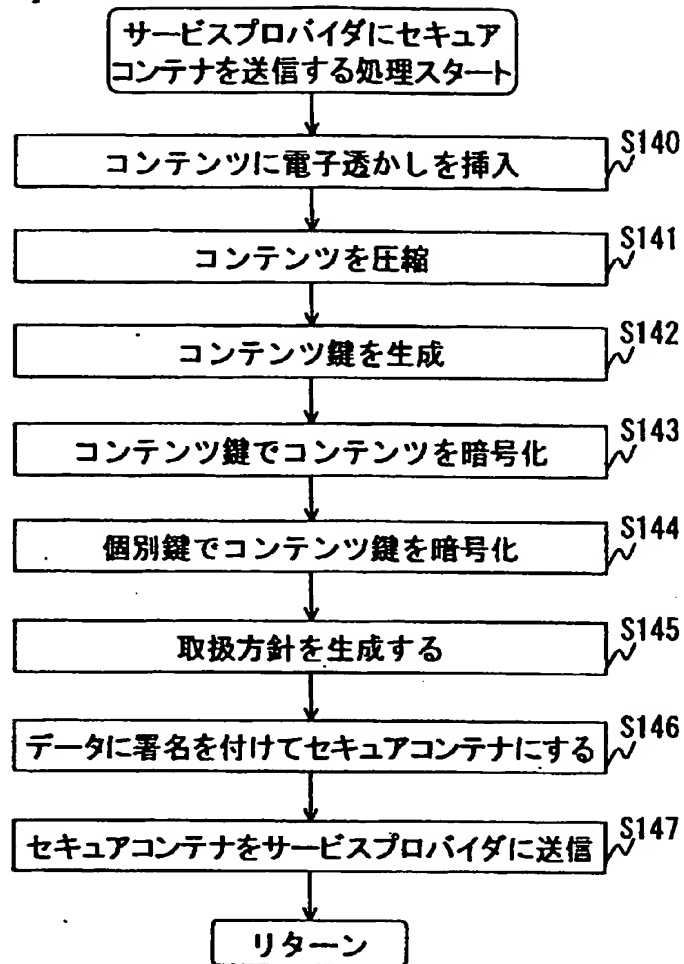 サービスプロバイダにセキュア
コンテナを送信する処理スタート
S140
コンテンツに電子透かしを挿入
S141
コンテンツを圧縮
S142
コンテンツ鍵を生成
S143
コンテンツ鍵でコンテンツを暗号化
S144
個別鍵でコンテンツ鍵を暗号化
S145
取扱方針を生成する
S146
データに署名を付けてセキュアコンテナにする
S147
セキュアコンテナをサービスプロバイダに送信
リターン